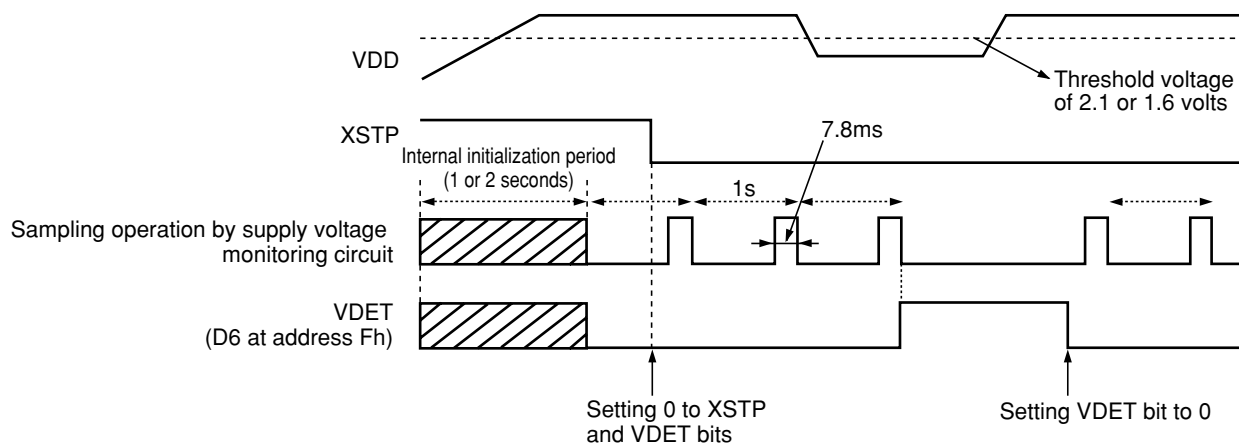 VDD
Threshold voltage
of 2.1 or 1.6 volts
XSTP
7.8ms
Internal initialization period
(1 or 2 seconds)
1s
Sampling operation by supply voltage
monitoring circuit
VDET
(D6 at address Fh)
Setting 0 to XSTP
and VDET bits
Setting VDET bit to 0